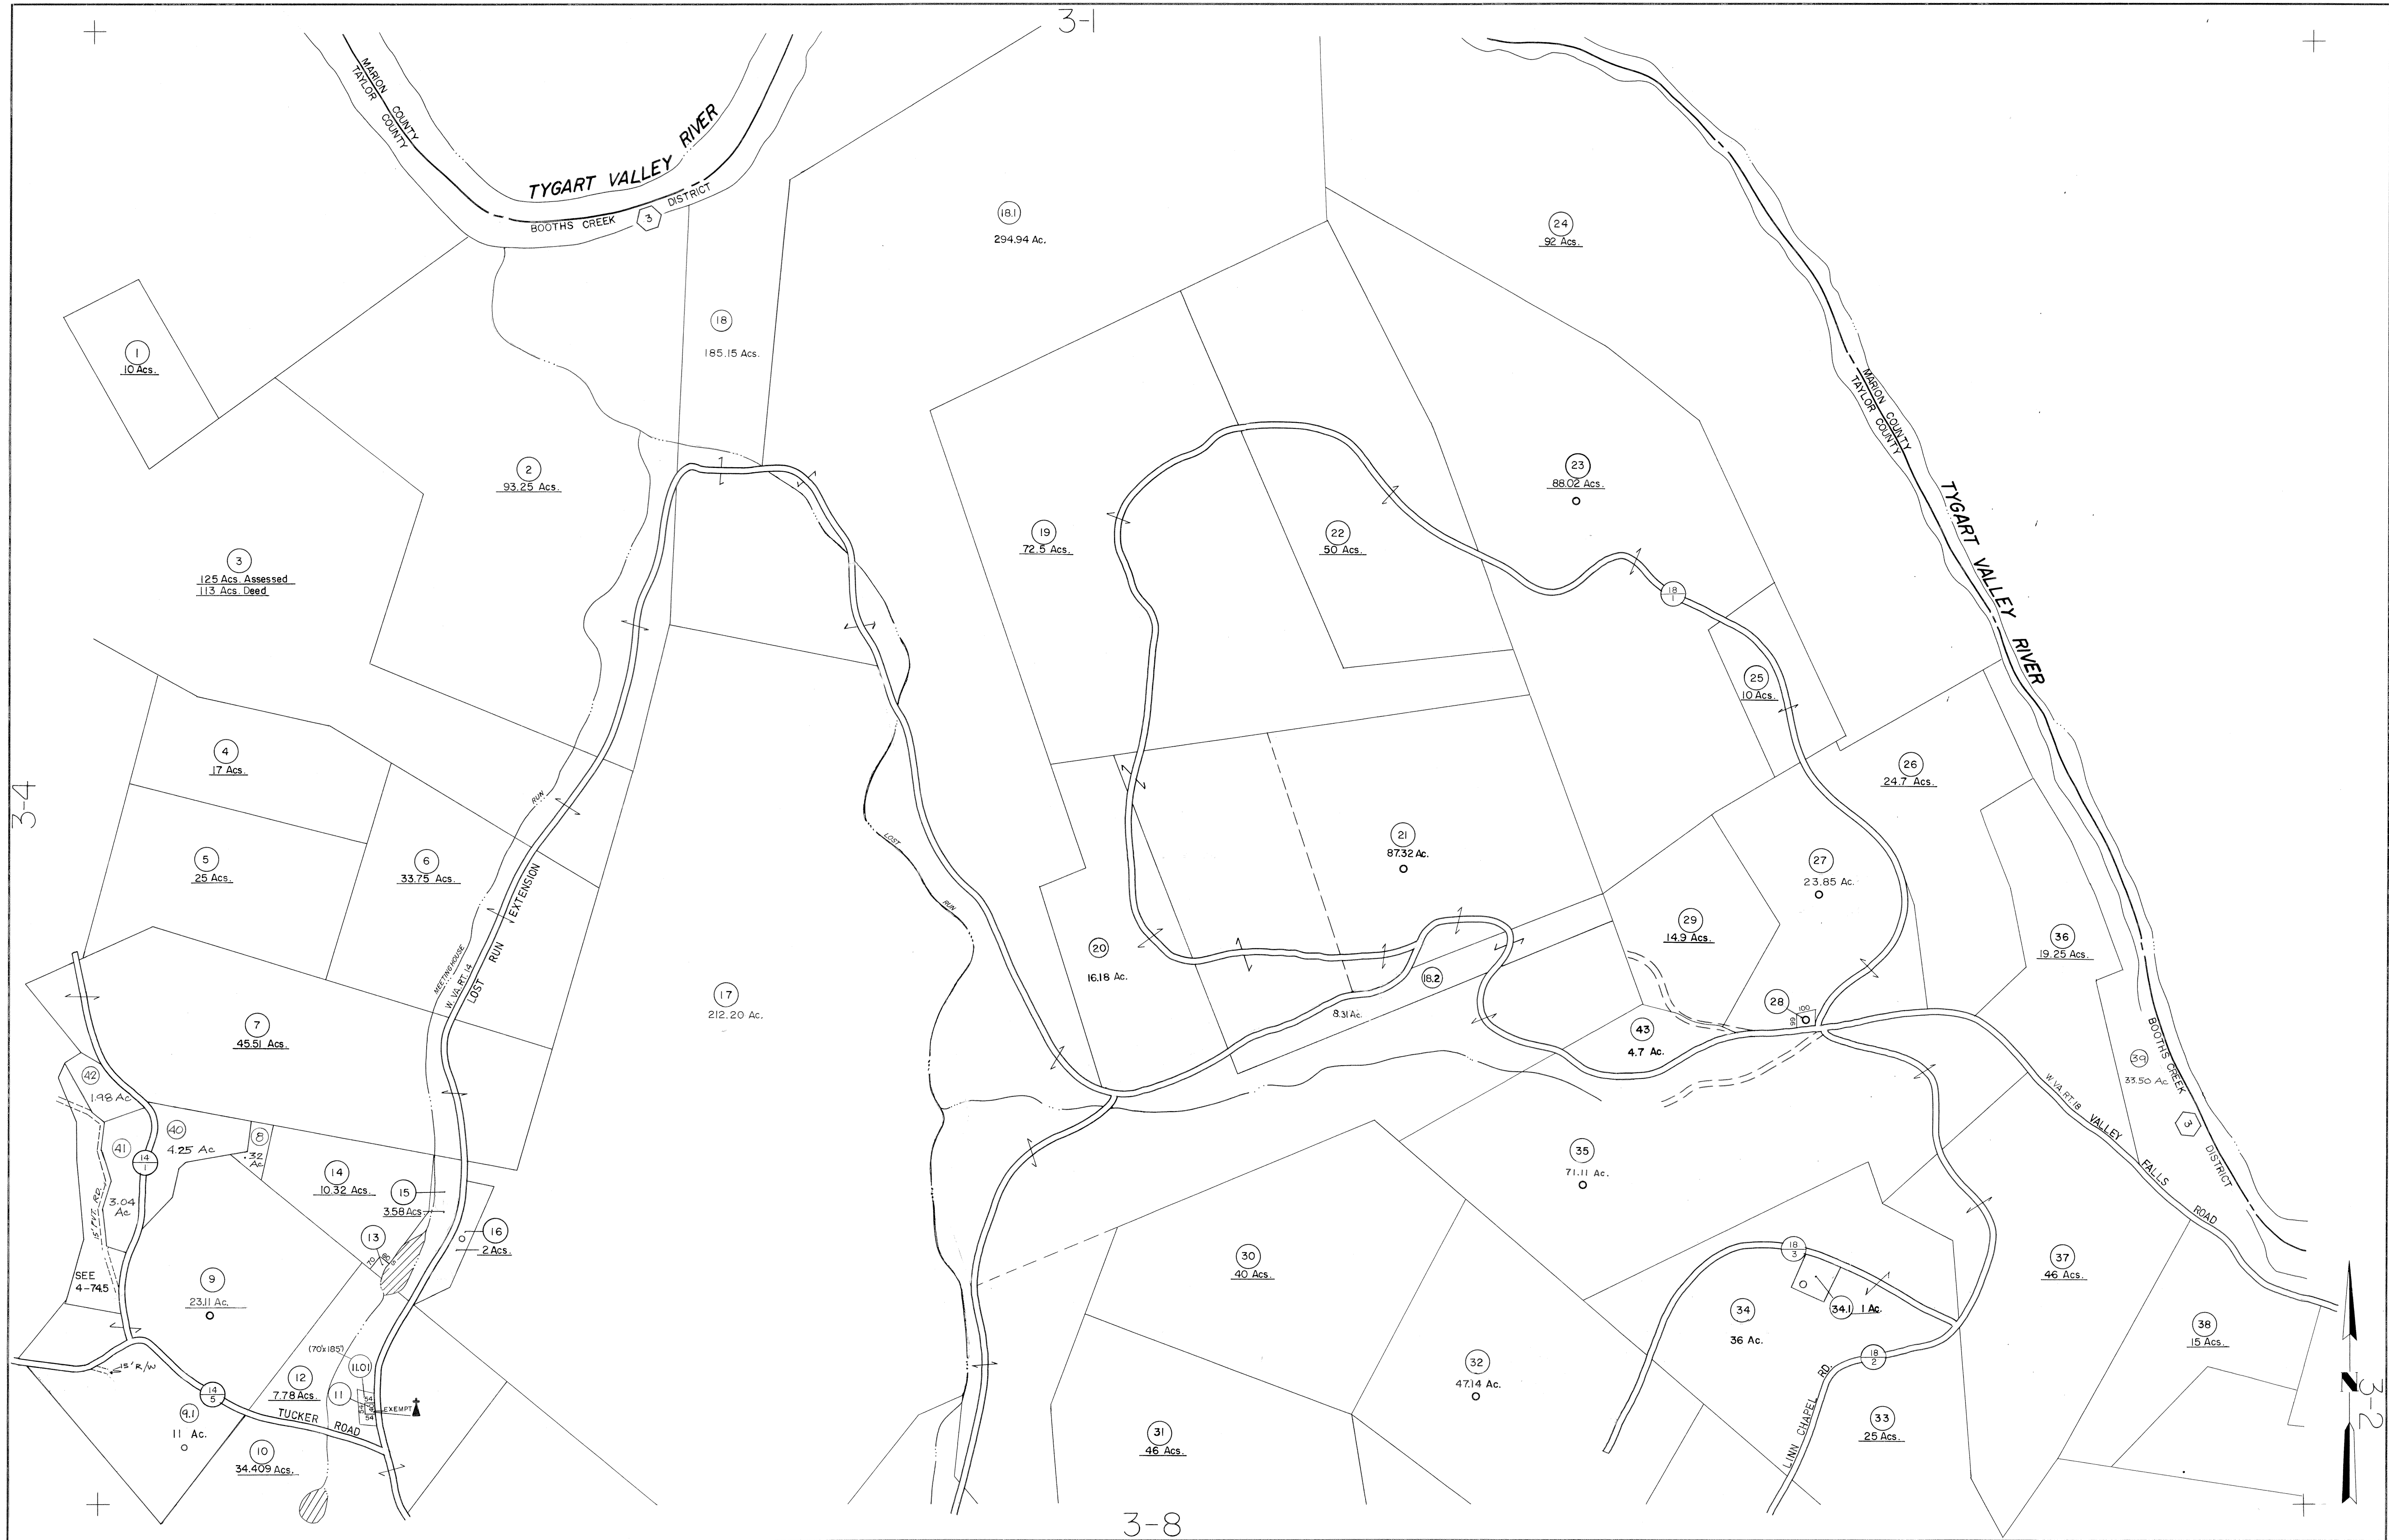 3-1
MARION COUNTY
TAYLOR COUNTY
TYGART VALLEY RIVER
BOOTHS CREEK 3 DISTRICT
18.1
294.94 Ac.
24
92 Acs.
18
185.15 Acs.
1
10 Acs.
MARION COUNTY
TAYLOR COUNTY
TYGART VALLEY RIVER
2
93.25 Acs.
23
88.02 Acs.
19
72.5 Acs.
22
50 Acs.
3
125 Acs. Assessed
113 Acs. Deed
18
1
25
10 Acs.
4
17 Acs.
26
24.7 Acs.
3-4
RUN
LOST
RUN
21
87.32 Ac.
5
25 Acs.
6
33.75 Acs.
27
23.85 Ac.
EXTENSION
RUN
LOST
W. VA. RT. 14
MEETINGHOUSE
29
14.9 Acs.
36
19.25 Acs.
20
16.18 Ac.
18.2
8.31 Ac.
17
212.20 Ac.
28
100
99
7
45.51 Acs.
43
4.7 Ac.
39
33.50 Ac
BOOTHS CREEK
3
DISTRICT
W. VA. RT. 18
VALLEY FALLS ROAD
42
1.98 Ac
41
3.04
Ac
40
4.25 Ac
8
.32
Ac
14
1
15' PVT. RD.
14
10.32 Acs.
15
3.58 Acs
35
71.11 Ac.
13
70
16
2 Acs.
SEE
4-74.5
9
23.11 Ac.
30
40 Acs.
18
3
37
46 Acs.
34
36 Ac.
34.1 1 Ac.
38
15 Acs.
(70'x185')
11.01
15' R/W
12
7.78 Acs.
11
54
54
40
54
EXEMPT
18
2
32
47.14 Ac.
14
5
TUCKER ROAD
LINN CHAPEL RD.
N
3-2
9.1
11 Ac.
10
34.409 Acs.
31
46 Acs.
33
25 Acs.
3-8